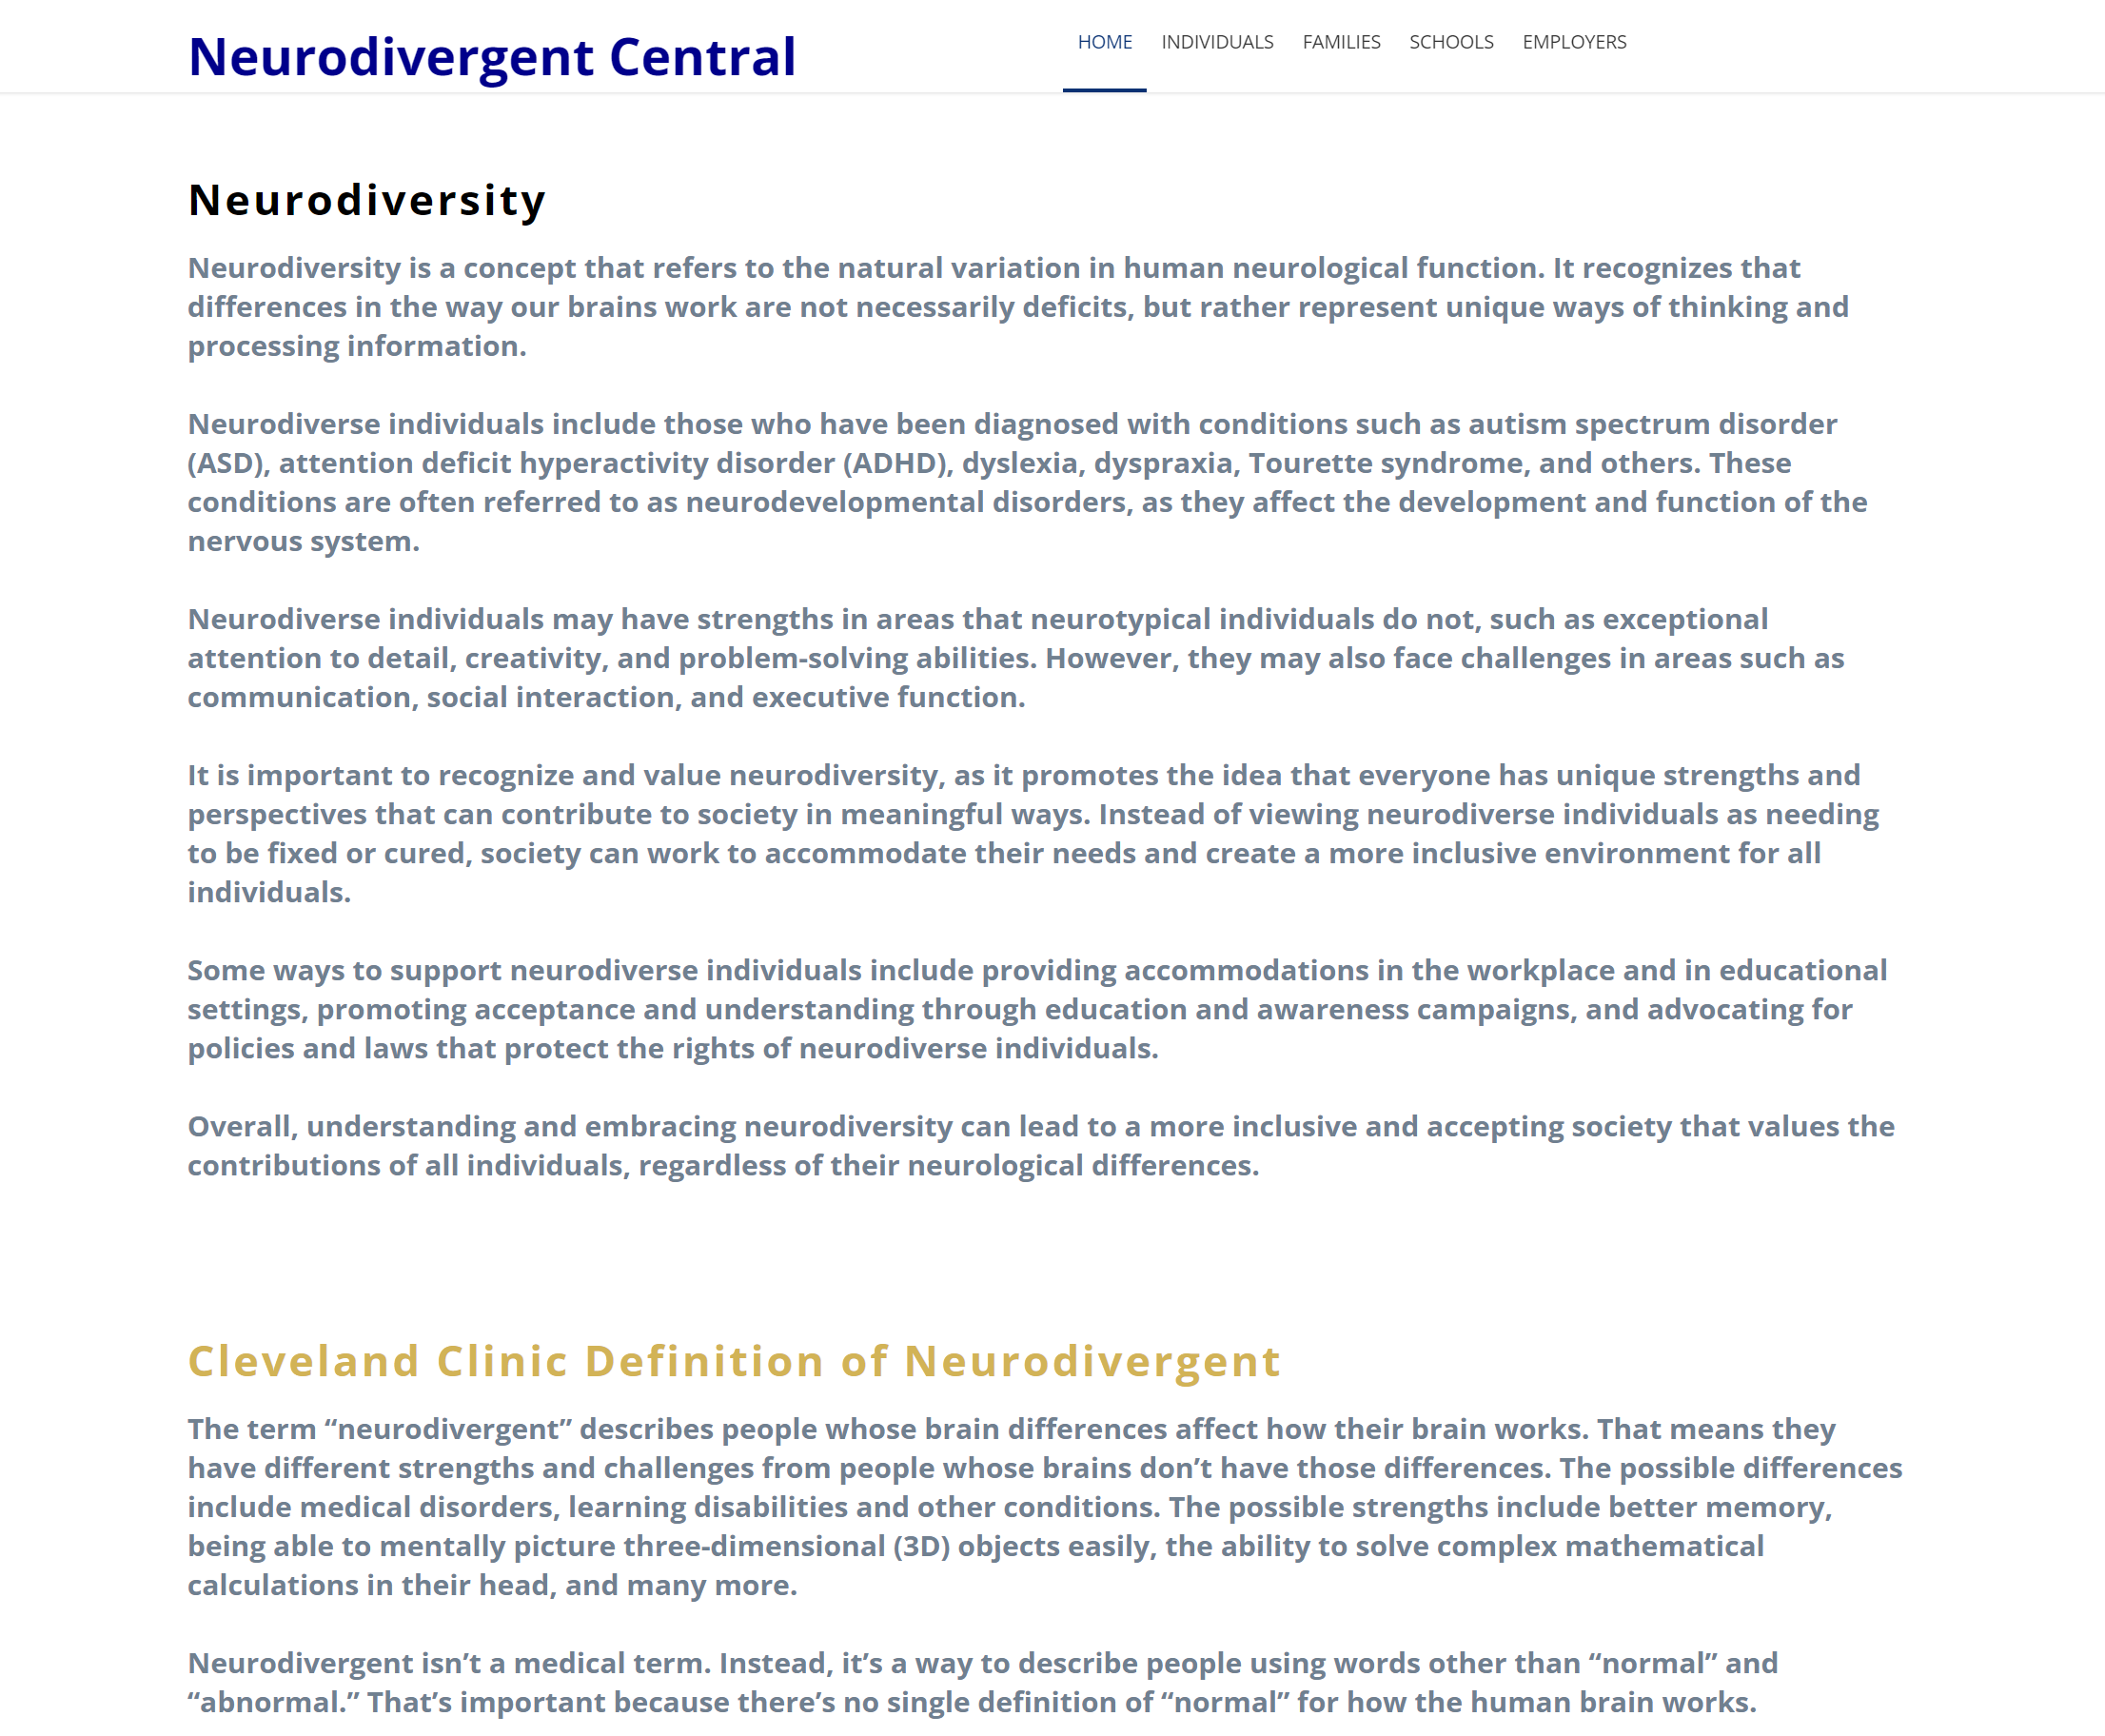 Neurodivergent Central
HOME INDIVIDUALS FAMILIES SCHOOLS EMPLOYERS
Neurodiversity
Neurodiversity is a concept that refers to the natural variation in human neurological function. It recognizes that
differences in the way our brains work are not necessarily deficits, but rather represent unique ways of thinking and
processing information.
Neurodiverse individuals include those who have been diagnosed with conditions such as autism spectrum disorder
(ASD), attention deficit hyperactivity disorder (ADHD), dyslexia, dyspraxia, Tourette syndrome, and others. These
conditions are often referred to as neurodevelopmental disorders, as they affect the development and function of the
nervous system.
Neurodiverse individuals may have strengths in areas that neurotypical individuals do not, such as exceptional
attention to detail, creativity, and problem-solving abilities. However, they may also face challenges in areas such as
communication, social interaction, and executive function.
It is important to recognize and value neurodiversity, as it promotes the idea that everyone has unique strengths and
perspectives that can contribute to society in meaningful ways. Instead of viewing neurodiverse individuals as needing
to be fixed or cured, society can work to accommodate their needs and create a more inclusive environment for all
individuals.
Some ways to support neurodiverse individuals include providing accommodations in the workplace and in educational
settings, promoting acceptance and understanding through education and awareness campaigns, and advocating for
policies and laws that protect the rights of neurodiverse individuals.
Overall, understanding and embracing neurodiversity can lead to a more inclusive and accepting society that values the
contributions of all individuals, regardless of their neurological differences.
Cleveland Clinic Definition of Neurodivergent
The term “neurodivergent” describes people whose brain differences affect how their brain works. That means they
have different strengths and challenges from people whose brains don’t have those differences. The possible differences
include medical disorders, learning disabilities and other conditions. The possible strengths include better memory,
being able to mentally picture three-dimensional (3D) objects easily, the ability to solve complex mathematical
calculations in their head, and many more.
Neurodivergent isn’t a medical term. Instead, it’s a way to describe people using words other than “normal” and
“abnormal.” That’s important because there’s no single definition of “normal” for how the human brain works.